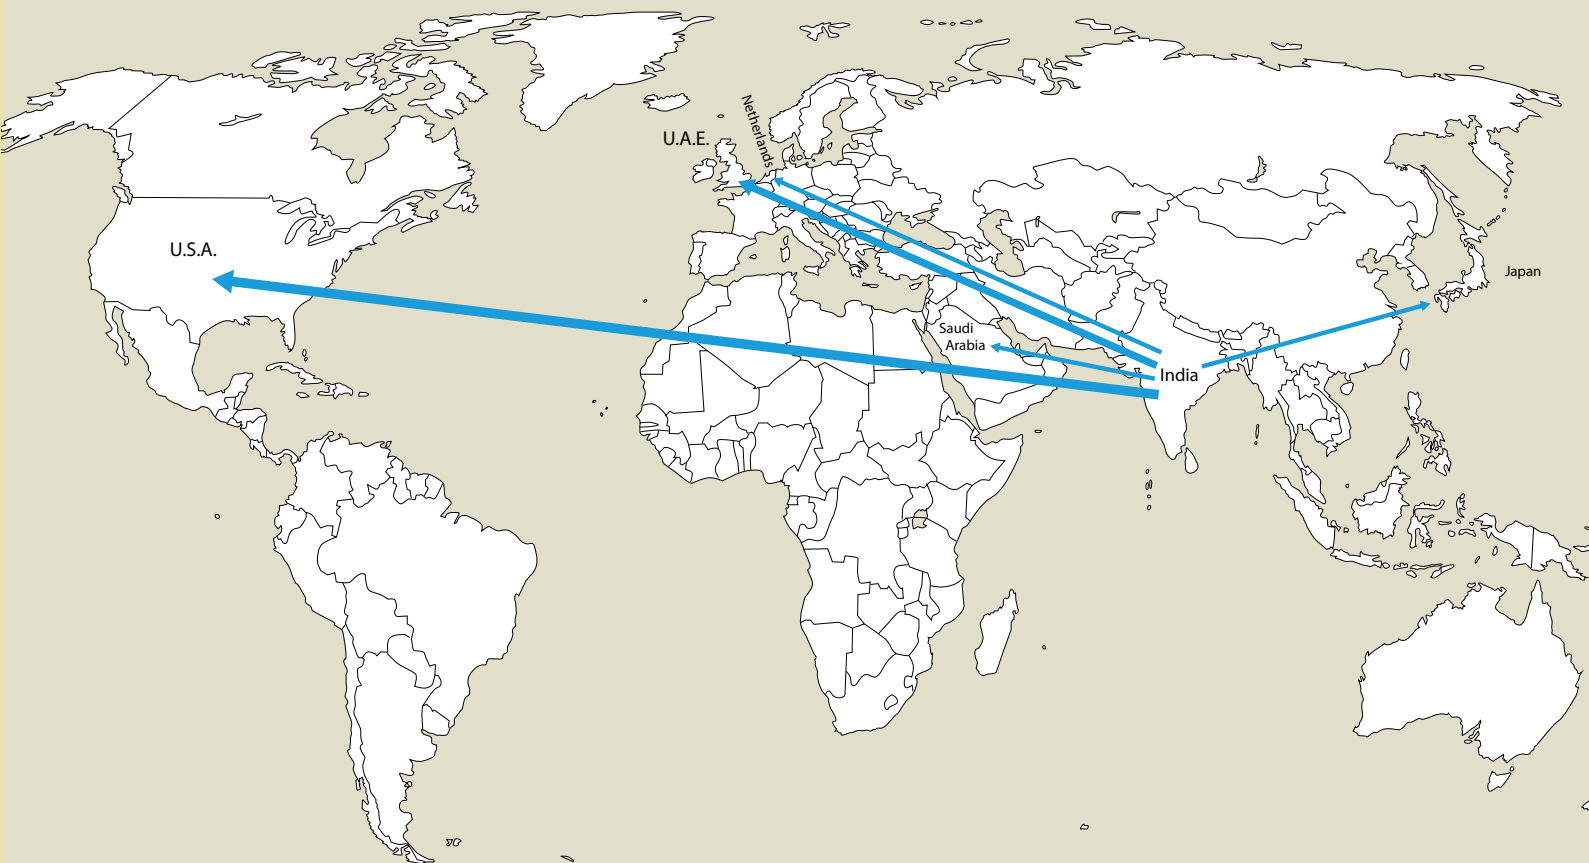 Netherlands
U.A.E.
U.S.A.
Japan
Saudi
Arabia
India